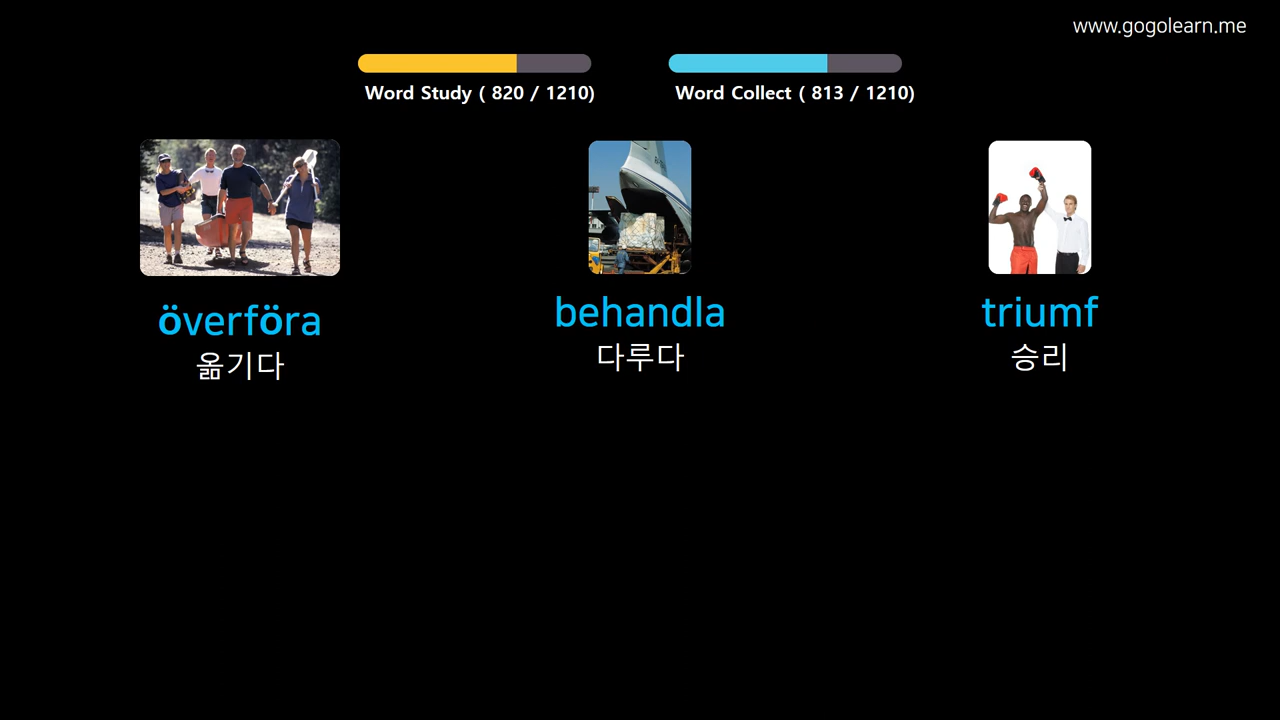 www.gogolearn.me
Word Study ( 820 / 1210)
Word Collect ( 813 / 1210)
överföra
옮기다
behandla
다루다
triumf
승리